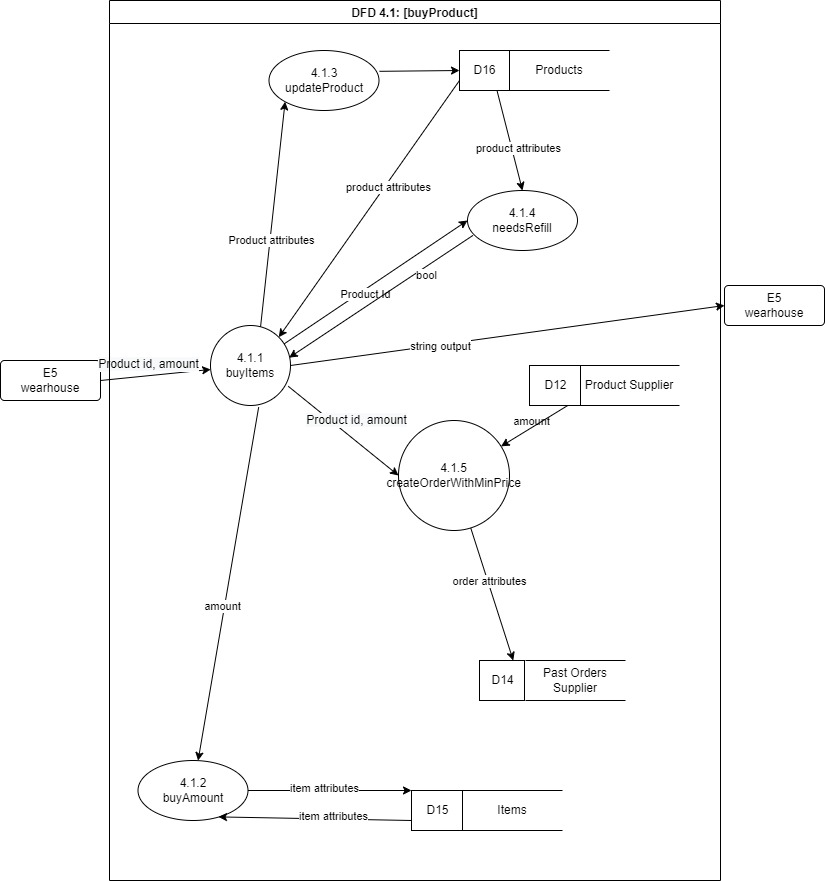 DFD 4.1: [buyProduct]
4.1.3
updateProduct
D16
Products
product attributes
product attributes
4.1.4
needsRefill
Product attributes
bool
Product Id
E5
wearhouse
string output
4.1.1
buyItems
Product id, amount
E5
wearhouse
D12
Product Supplier
amount
Product id, amount
4.1.5
createOrderWithMinPrice
order attributes
amount
D14
Past Orders
Supplier
4.1.2
buyAmount
item attributes
item attributes
D15
Items